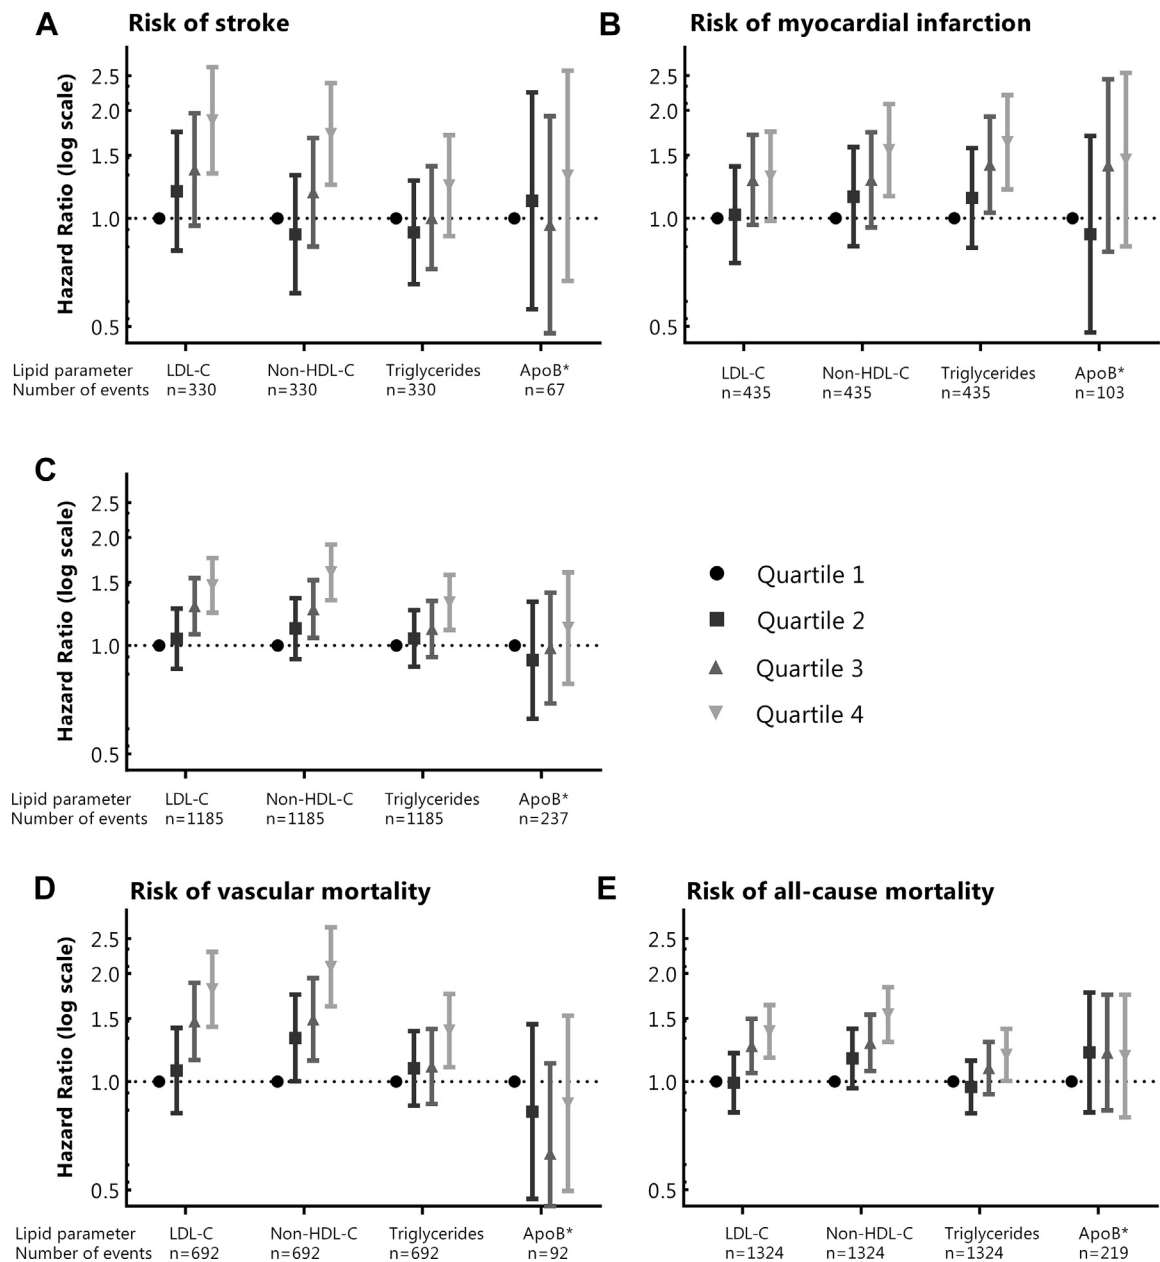 A Risk of stroke
Hazard Ratio (log scale)
2.5
2.0
1.5
1.0
0.5
Lipid parameter LDL-C Non-HDL-C Triglycerides ApoB*
Number of events n=330 n=330 n=330 n=67
B Risk of myocardial infarction
2.5
2.0
1.5
1.0
0.5
LDL-C Non-HDL-C Triglycerides ApoB*
n=435 n=435 n=435 n=103
C
Hazard Ratio (log scale)
2.5
2.0
1.5
1.0
0.5
Lipid parameter LDL-C Non-HDL-C Triglycerides ApoB*
Number of events n=1185 n=1185 n=1185 n=237
Quartile 1
Quartile 2
Quartile 3
Quartile 4
D Risk of vascular mortality
Hazard Ratio (log scale)
2.5
2.0
1.5
1.0
0.5
Lipid parameter LDL-C Non-HDL-C Triglycerides ApoB*
Number of events n=692 n=692 n=692 n=92
E Risk of all-cause mortality
2.5
2.0
1.5
1.0
0.5
LDL-C Non-HDL-C Triglycerides ApoB*
n=1324 n=1324 n=1324 n=219